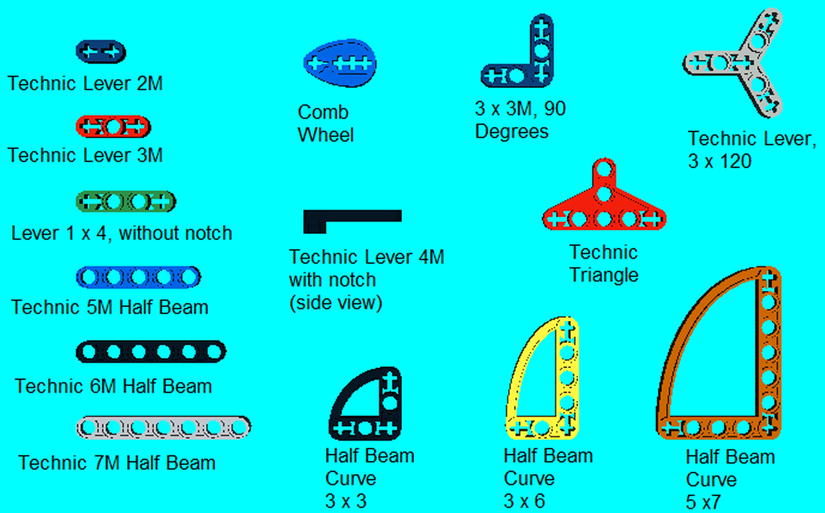 Technic Lever 2M
Technic Lever 3M
Lever 1 x 4, without notch
Technic 5M Half Beam
Technic 6M Half Beam
Technic 7M Half Beam
Comb
Wheel
Technic Lever 4M
with notch
(side view)
Half Beam
Curve
3 x 3
3 x 3M, 90
Degrees
Technic
Triangle
Half Beam
Curve
3 x 6
Technic Lever,
3 x 120
Half Beam
Curve
5 x7